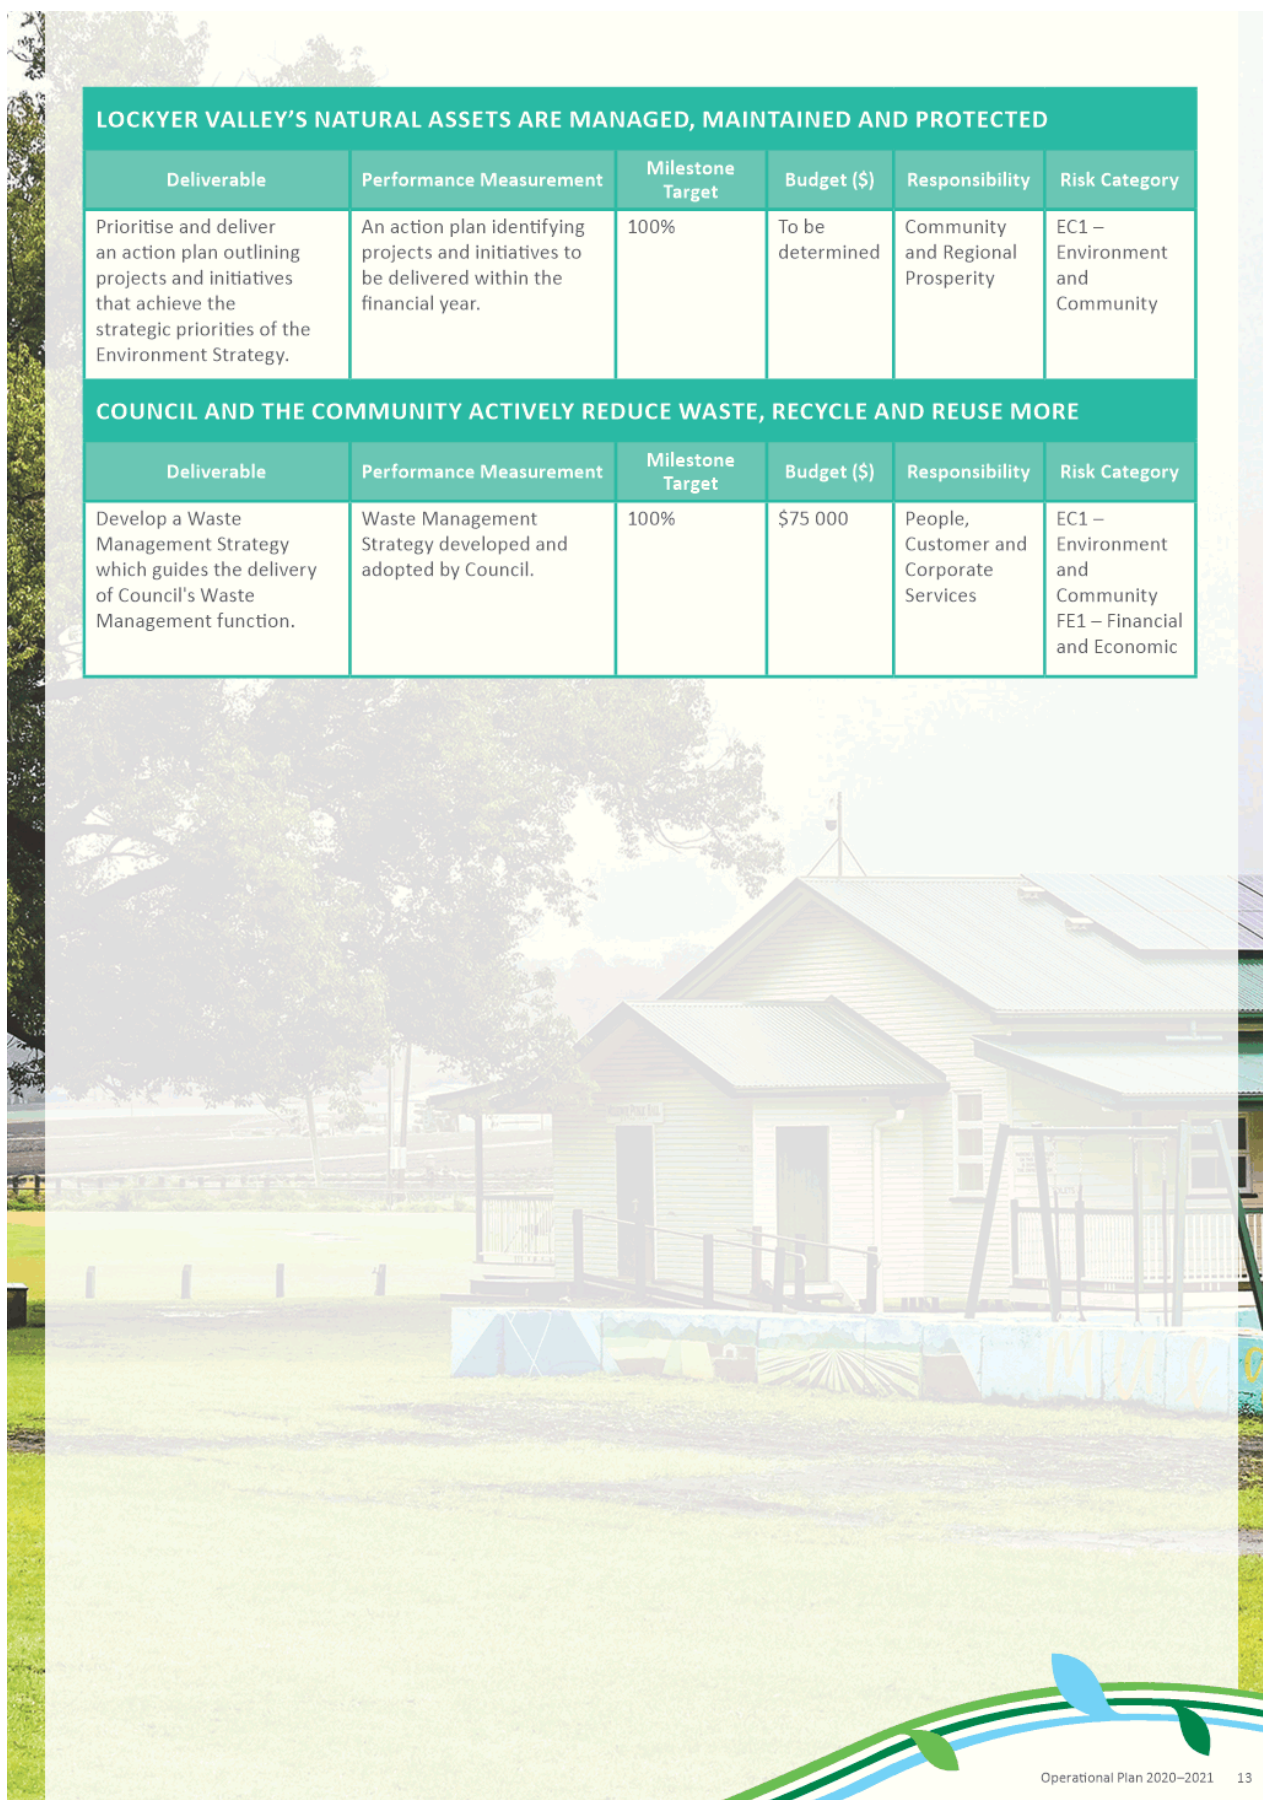 LOCKYER VALLEY’S NATURAL ASSETS ARE MANAGED, MAINTAINED AND PROTECTED
Deliverable
Performance Measurement
Milestone
Target
Budget ($)
Responsibility
Risk Category
Prioritise and deliver
an action plan outlining
projects and initiatives
that achieve the
strategic priorities of the
Environment Strategy.
An action plan identifying
projects and initiatives to
be delivered within the
financial year.
100%
To be
determined
Community
and Regional
Prosperity
EC1 –
Environment
and
Community
COUNCIL AND THE COMMUNITY ACTIVELY REDUCE WASTE, RECYCLE AND REUSE MORE
Deliverable
Performance Measurement
Milestone
Target
Budget ($)
Responsibility
Risk Category
Develop a Waste
Management Strategy
which guides the delivery
of Council's Waste
Management function.
Waste Management
Strategy developed and
adopted by Council.
100%
$75 000
People,
Customer and
Corporate
Services
EC1 –
Environment
and
Community
FE1 – Financial
and Economic
Operational Plan 2020–2021 13